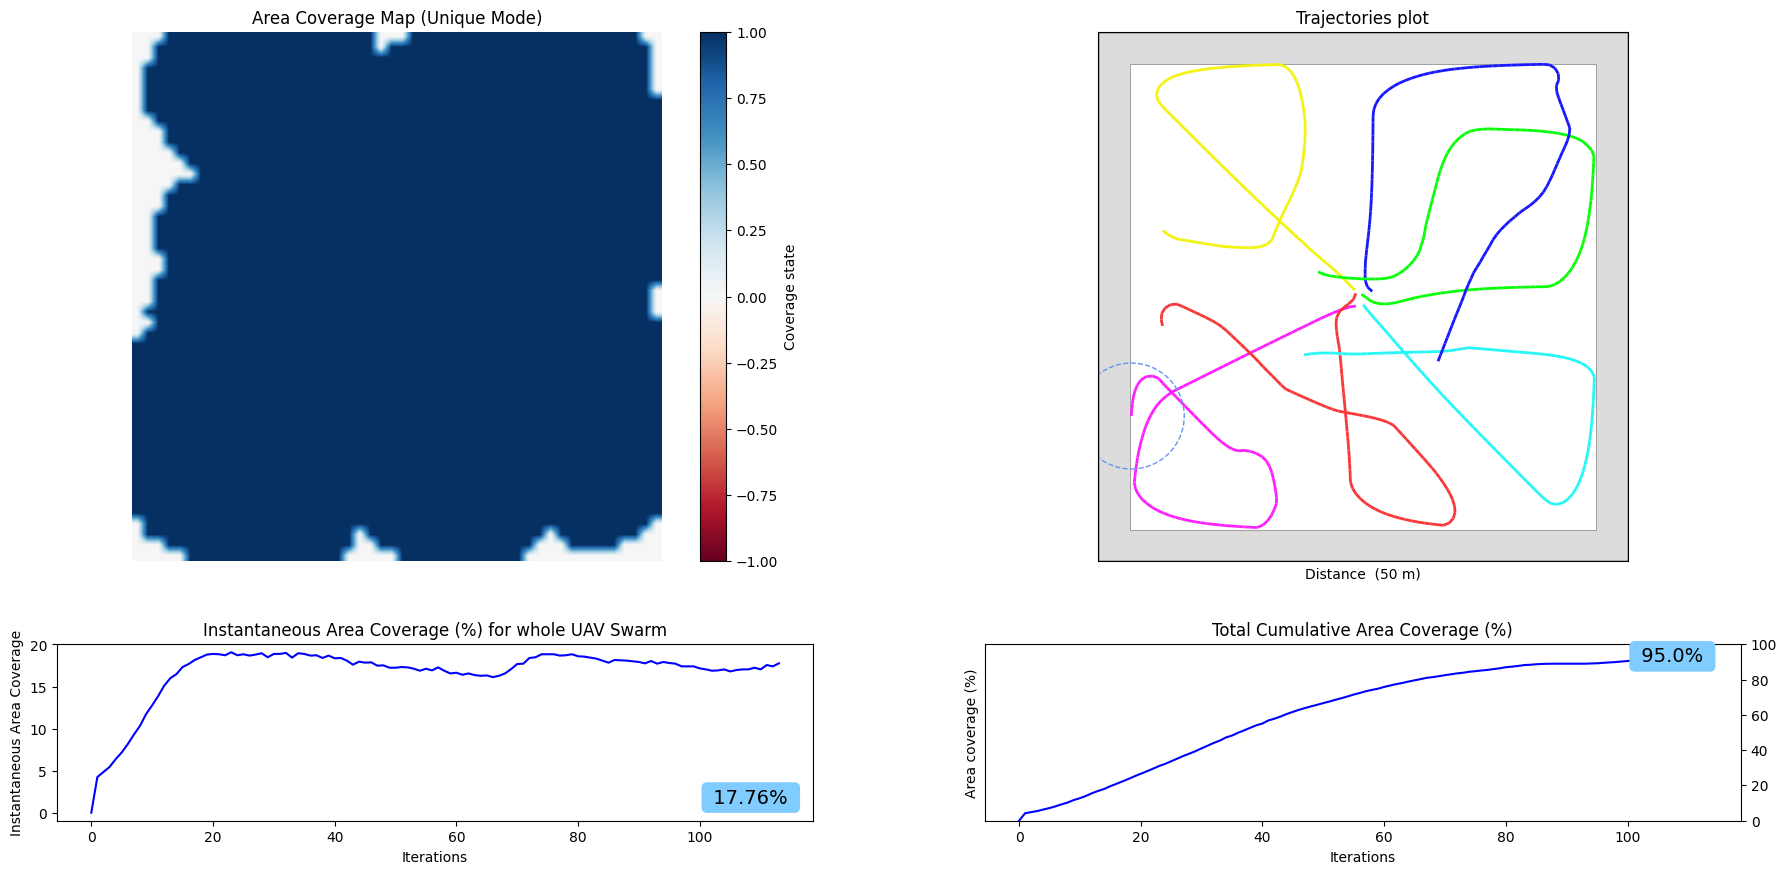 Area Coverage Map (Unique Mode)
1.00
0.75
0.50
0.25
0.00
−0.25
−0.50
−0.75
−1.00
Coverage state
Trajectories plot
Distance  (50 m)
Instantaneous Area Coverage (%) for whole UAV Swarm
Instantaneous Area Coverage
20
15
10
5
0
17.76%
0 20 40 60 80 100
Iterations
Total Cumulative Area Coverage (%)
Area coverage (%)
95.0%
100
80
60
40
20
0
0 20 40 60 80 100
Iterations